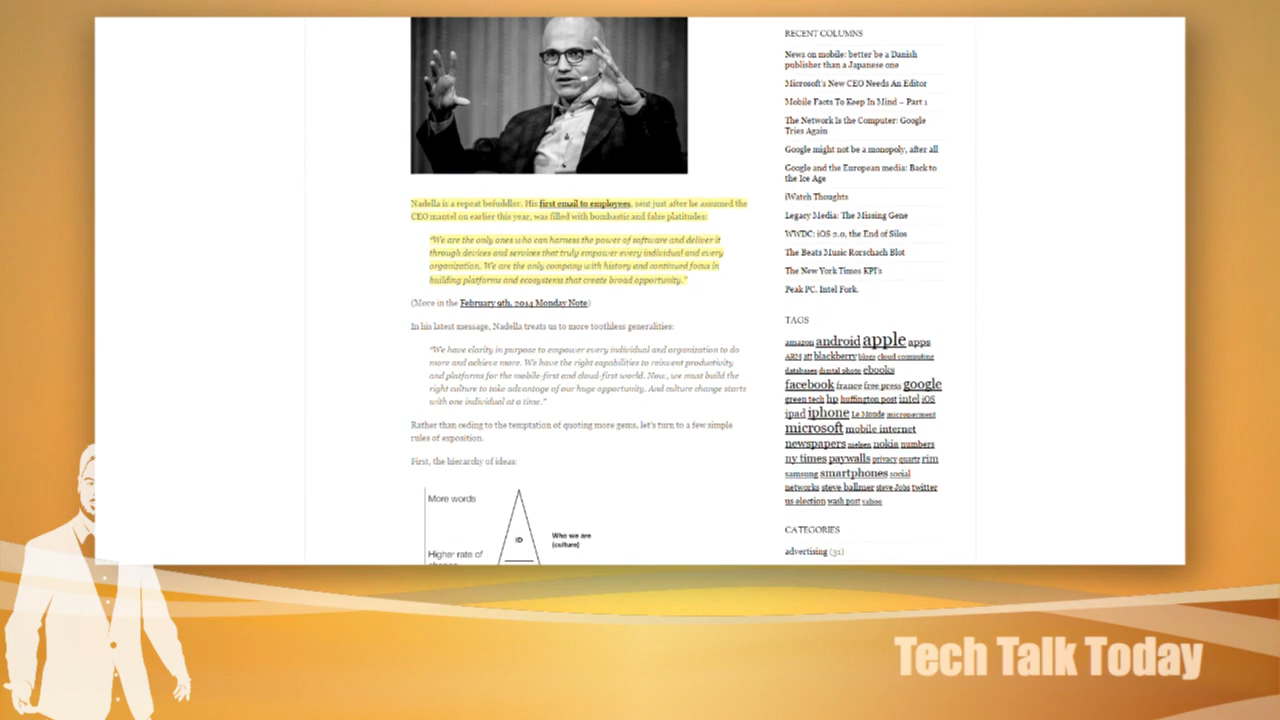 Nadella is a repeat befuddler. His first email to employees, sent just after he assumed the
CEO mantel on earlier this year, was filled with bombastic and false platitudes:
"We are the only ones who can harness the power of software and deliver it
through devices and services that truly empower every individual and every
organization. We are the only company with history and continued focus in
building platforms and ecosystems that create broad opportunity."
(More in the February 9th, 2014 Monday Note)
In his latest message, Nadella treats us to more toothless generalities:
"We have clarity in purpose to empower every individual and organization to do
more and achieve more. We have the right capabilities to reinvent productivity
and platforms for the mobile-first and cloud-first world. Now, we must build the
right culture to take advantage of our huge opportunity. And culture change starts
with one individual at a time."
Rather than ceding to the temptation of quoting more gems, let's turn to a few simple
rules of exposition.
First, the hierarchy of ideas:
More words
ID
Who we are
(culture)
Higher rate of
RECENT COLUMNS
News on mobile: better be a Danish
publisher than a Japanese one
Microsoft's New CEO Needs An Editor
Mobile Facts To Keep In Mind – Part 1
The Network Is the Computer: Google
Tries Again
Google might not be a monopoly, after all
Google and the European media: Back to
the Ice Age
iWatch Thoughts
Legacy Media: The Missing Gene
WWDC: iOS 2.0, the End of Silos
The Beats Music Rorschach Blot
The New York Times KPI's
Peak PC. Intel Fork.
TAGS
amazon android apple apps
ARM att blackberry blogs cloud computing
databases digital photo ebooks
facebook france free press google
green tech hp huffington post intel iOS
ipad iphone Le Monde micropayment
microsoft mobile internet
newspapers nielsen nokia numbers
ny times paywalls privacy quartz rim
samsung smartphones social
networks steve ballmer steve Jobs twitter
us election wash post yahoo
CATEGORIES
advertising (31)
Tech Talk Today